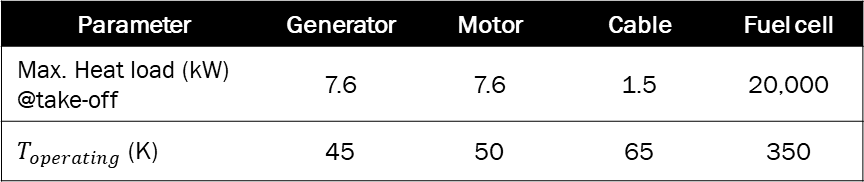 Parameter Generator Motor Cable Fuel cell
Max. Heat load (kW)
@take-off 7.6 7.6 1.5 20,000
T_operating (K) 45 50 65 350